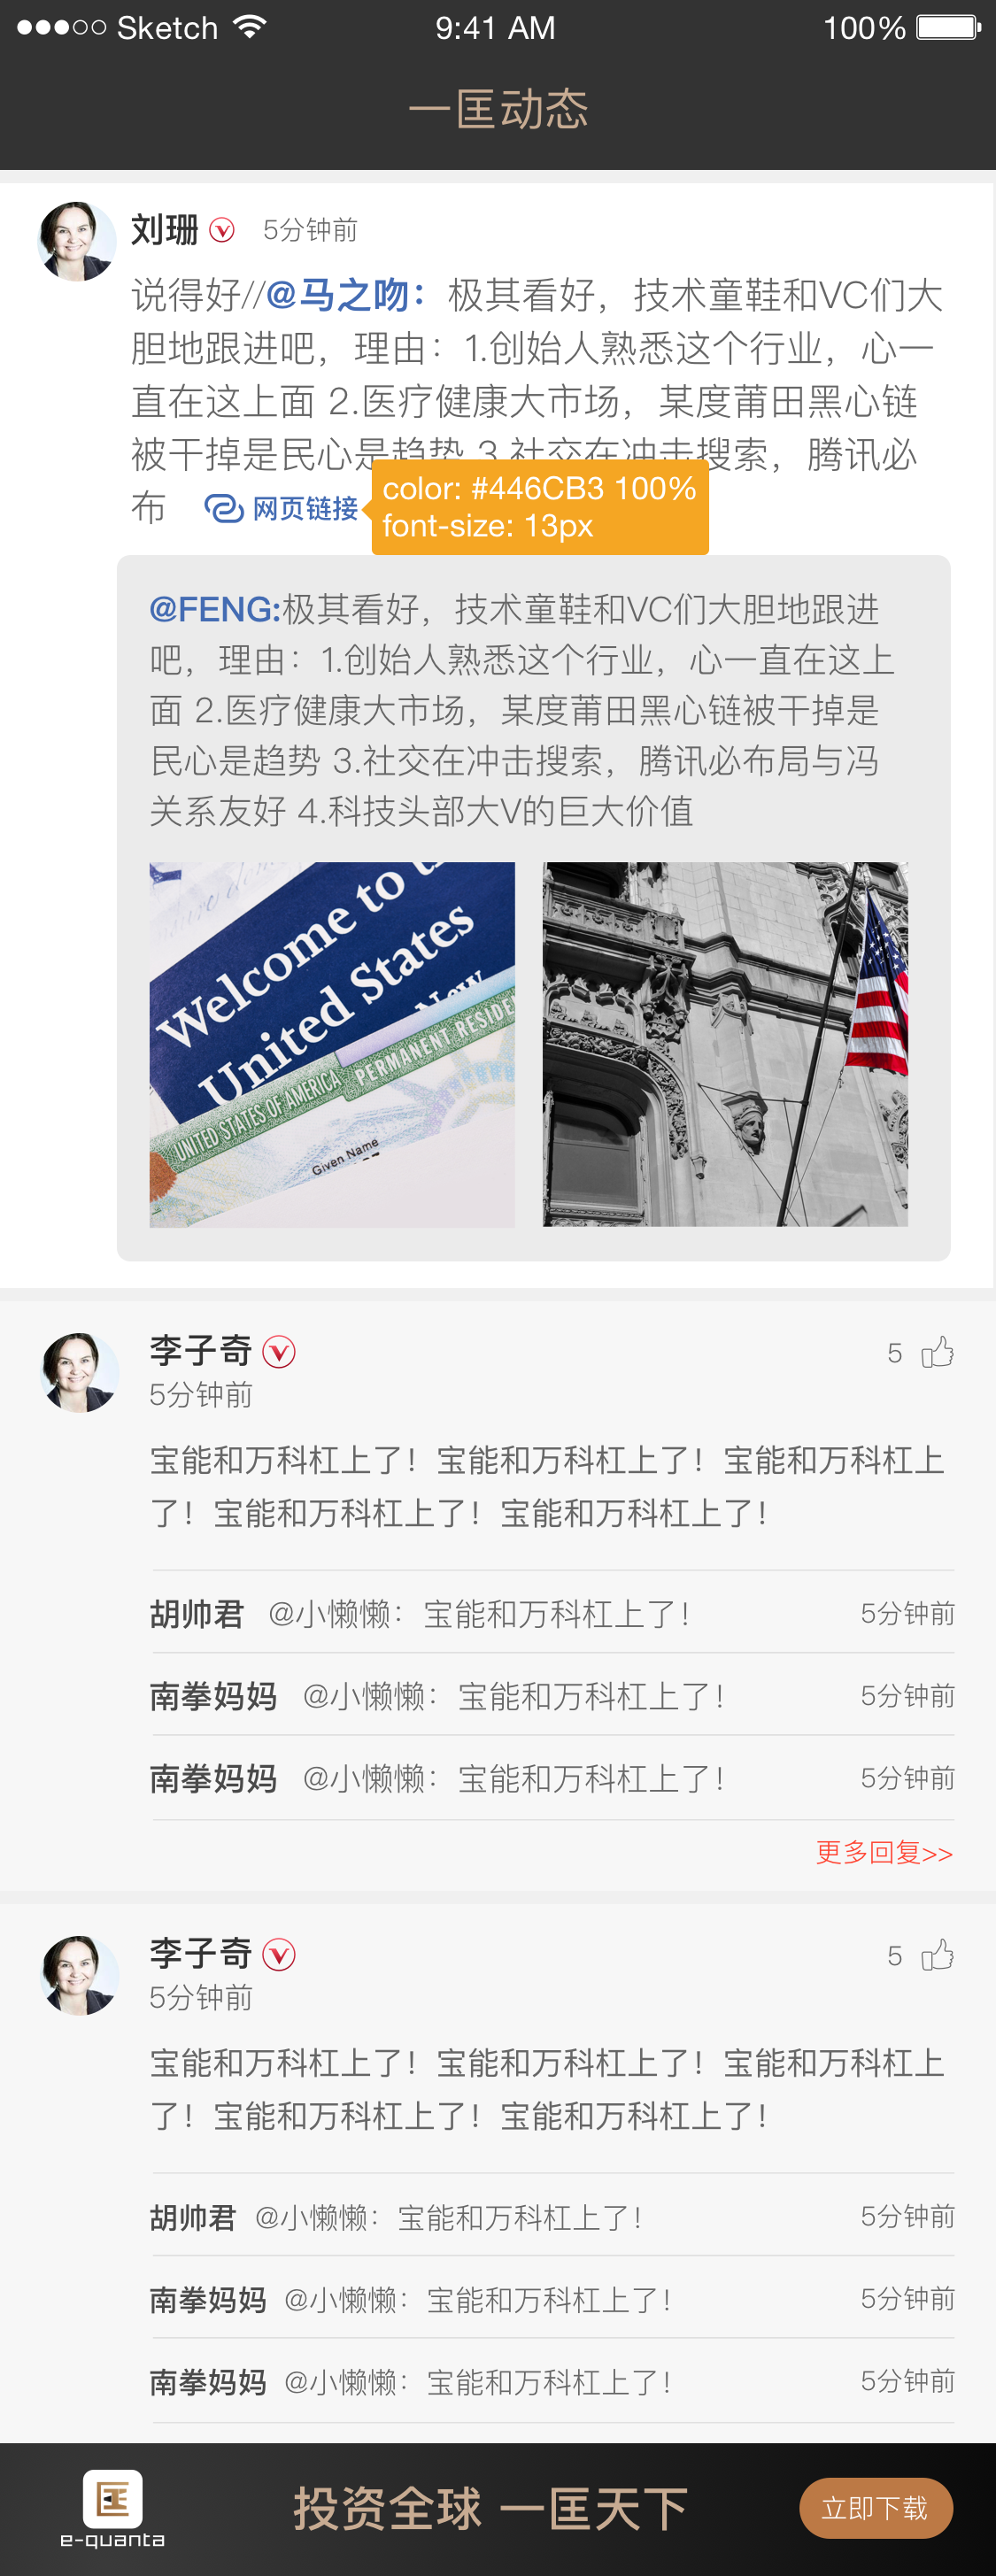 Sketch 9:41 AM 100%
一匡动态
刘珊 5分钟前
说得好//@马之吻：极其看好，技术童鞋和VC们大
胆地跟进吧，理由：1.创始人熟悉这个行业，心一
直在这上面 2.医疗健康大市场，某度莆田黑心链
被干掉是民心是趋势 3.社交在冲击搜索，腾讯必
布 网页链接
color: #446CB3 100%
font-size: 13px
@FENG:极其看好，技术童鞋和VC们大胆地跟进
吧，理由：1.创始人熟悉这个行业，心一直在这上
面 2.医疗健康大市场，某度莆田黑心链被干掉是
民心是趋势 3.社交在冲击搜索，腾讯必布局与冯
关系友好 4.科技头部大V的巨大价值
Welcome to
United States
New
UNITED STATES OF AMERICA PERMANENT RESIDE
Given Name
李子奇 5
5分钟前
宝能和万科杠上了！宝能和万科杠上了！宝能和万科杠上
了！宝能和万科杠上了！宝能和万科杠上了！
胡帅君 @小懒懒：宝能和万科杠上了！ 5分钟前
南拳妈妈 @小懒懒：宝能和万科杠上了！ 5分钟前
南拳妈妈 @小懒懒：宝能和万科杠上了！ 5分钟前
更多回复>>
李子奇 5
5分钟前
宝能和万科杠上了！宝能和万科杠上了！宝能和万科杠上
了！宝能和万科杠上了！宝能和万科杠上了！
胡帅君 @小懒懒：宝能和万科杠上了！ 5分钟前
南拳妈妈 @小懒懒：宝能和万科杠上了！ 5分钟前
南拳妈妈 @小懒懒：宝能和万科杠上了！ 5分钟前
e-quanta
投资全球 一匡天下
立即下载